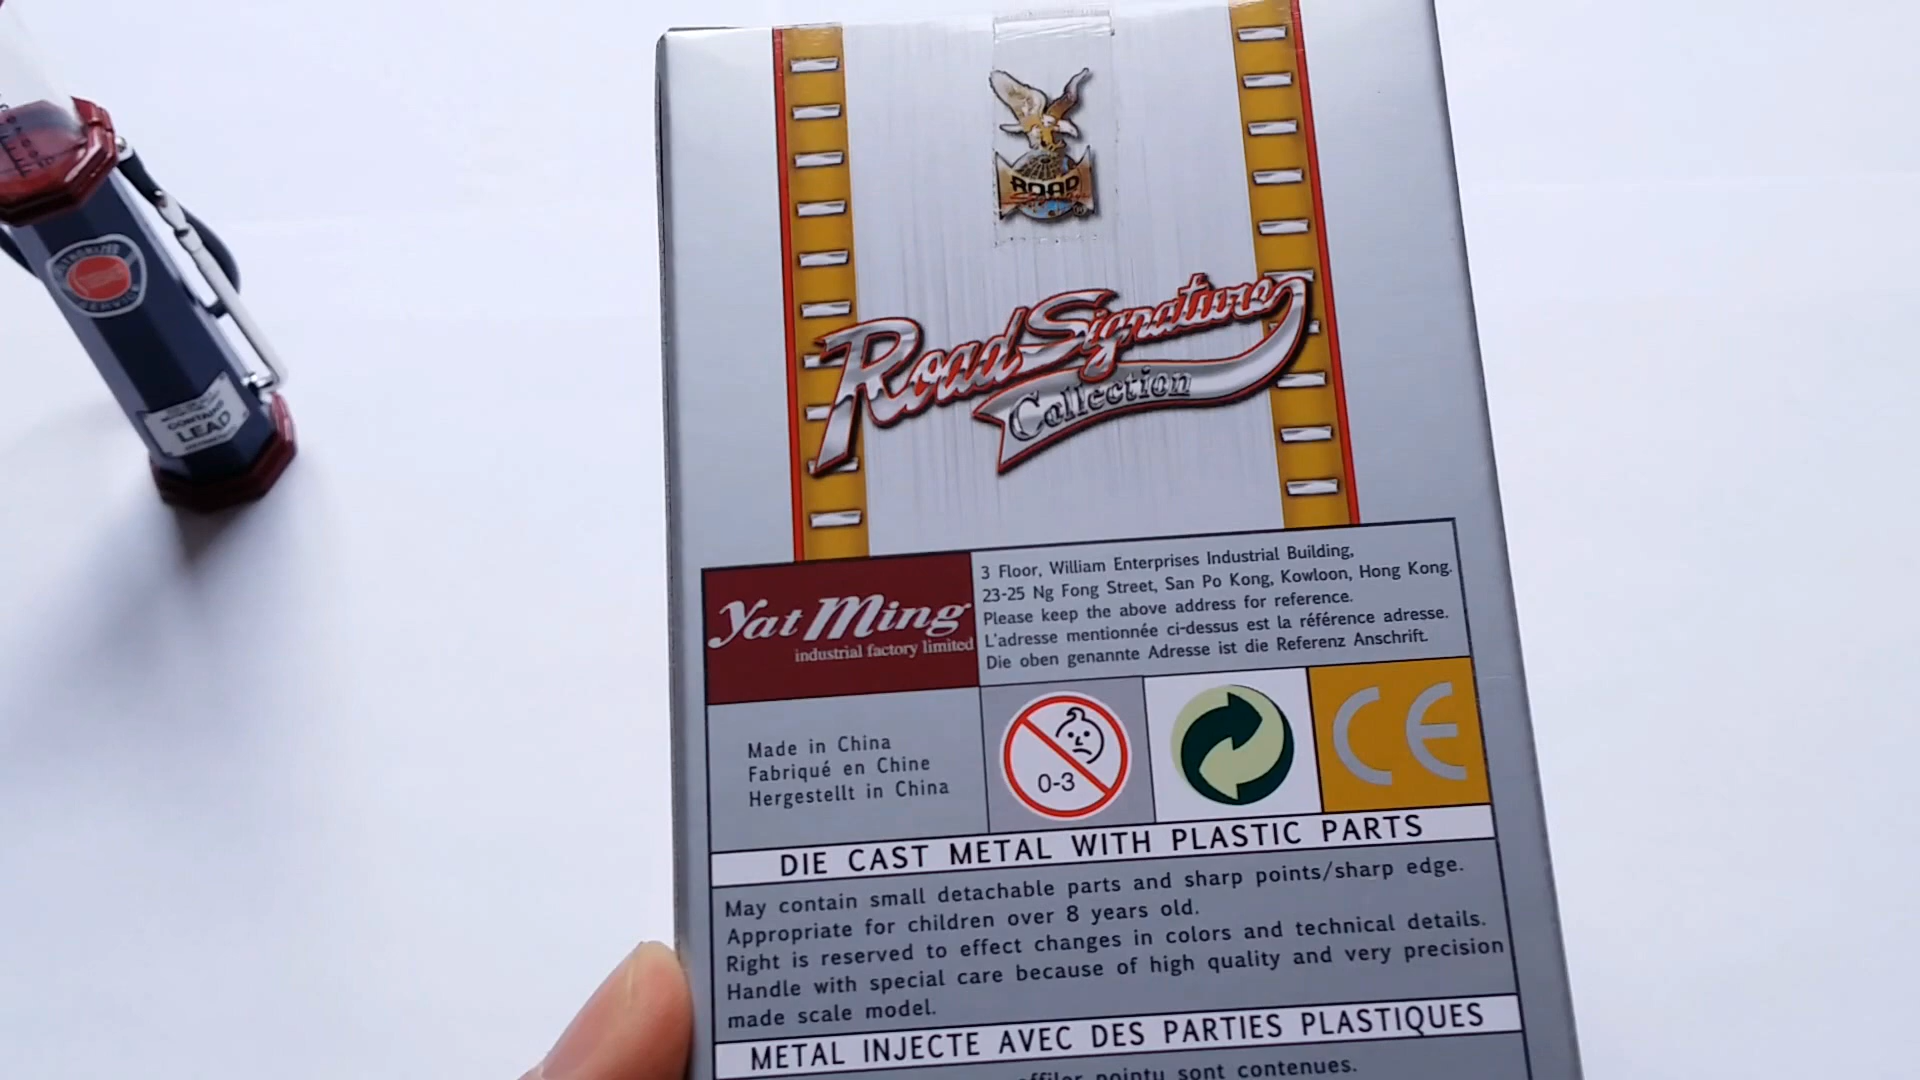 AUTHORIZED
SERVICE
CONTAINS
LEAD
ROAD
Signature
Road Signature
Collection
Yat Ming
industrial factory limited
3 Floor, William Enterprises Industrial Building,
23-25 Ng Fong Street, San Po Kong, Kowloon, Hong Kong.
Please keep the above address for reference.
L'adresse mentionnée ci-dessus est la référence adresse.
Die oben genannte Adresse ist die Referenz Anschrift.
Made in China
Fabriqué en Chine
Hergestellt in China
0-3
CE
DIE CAST METAL WITH PLASTIC PARTS
May contain small detachable parts and sharp points/sharp edge.
Appropriate for children over 8 years old.
Right is reserved to effect changes in colors and technical details.
Handle with special care because of high quality and very precision
made scale model.
METAL INJECTE AVEC DES PARTIES PLASTIQUES
pointu sont contenues.